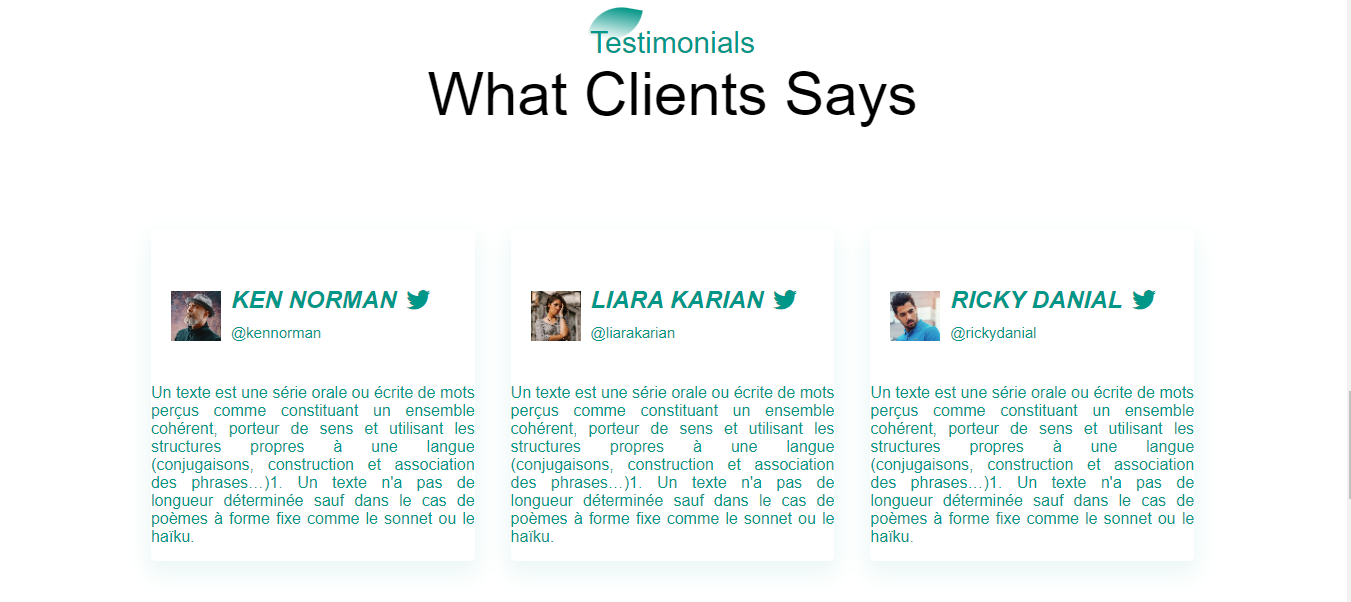 Testimonials
What Clients Says
KEN NORMAN
@kennorman
Un texte est une série orale ou écrite de mots
perçus comme constituant un ensemble
cohérent, porteur de sens et utilisant les
structures propres à une langue
(conjugaisons, construction et association
des phrases…)1. Un texte n'a pas de
longueur déterminée sauf dans le cas de
poèmes à forme fixe comme le sonnet ou le
haïku.
LIARA KARIAN
@liarakarian
Un texte est une série orale ou écrite de mots
perçus comme constituant un ensemble
cohérent, porteur de sens et utilisant les
structures propres à une langue
(conjugaisons, construction et association
des phrases…)1. Un texte n'a pas de
longueur déterminée sauf dans le cas de
poèmes à forme fixe comme le sonnet ou le
haïku.
RICKY DANIAL
@rickydanial
Un texte est une série orale ou écrite de mots
perçus comme constituant un ensemble
cohérent, porteur de sens et utilisant les
structures propres à une langue
(conjugaisons, construction et association
des phrases…)1. Un texte n'a pas de
longueur déterminée sauf dans le cas de
poèmes à forme fixe comme le sonnet ou le
haïku.